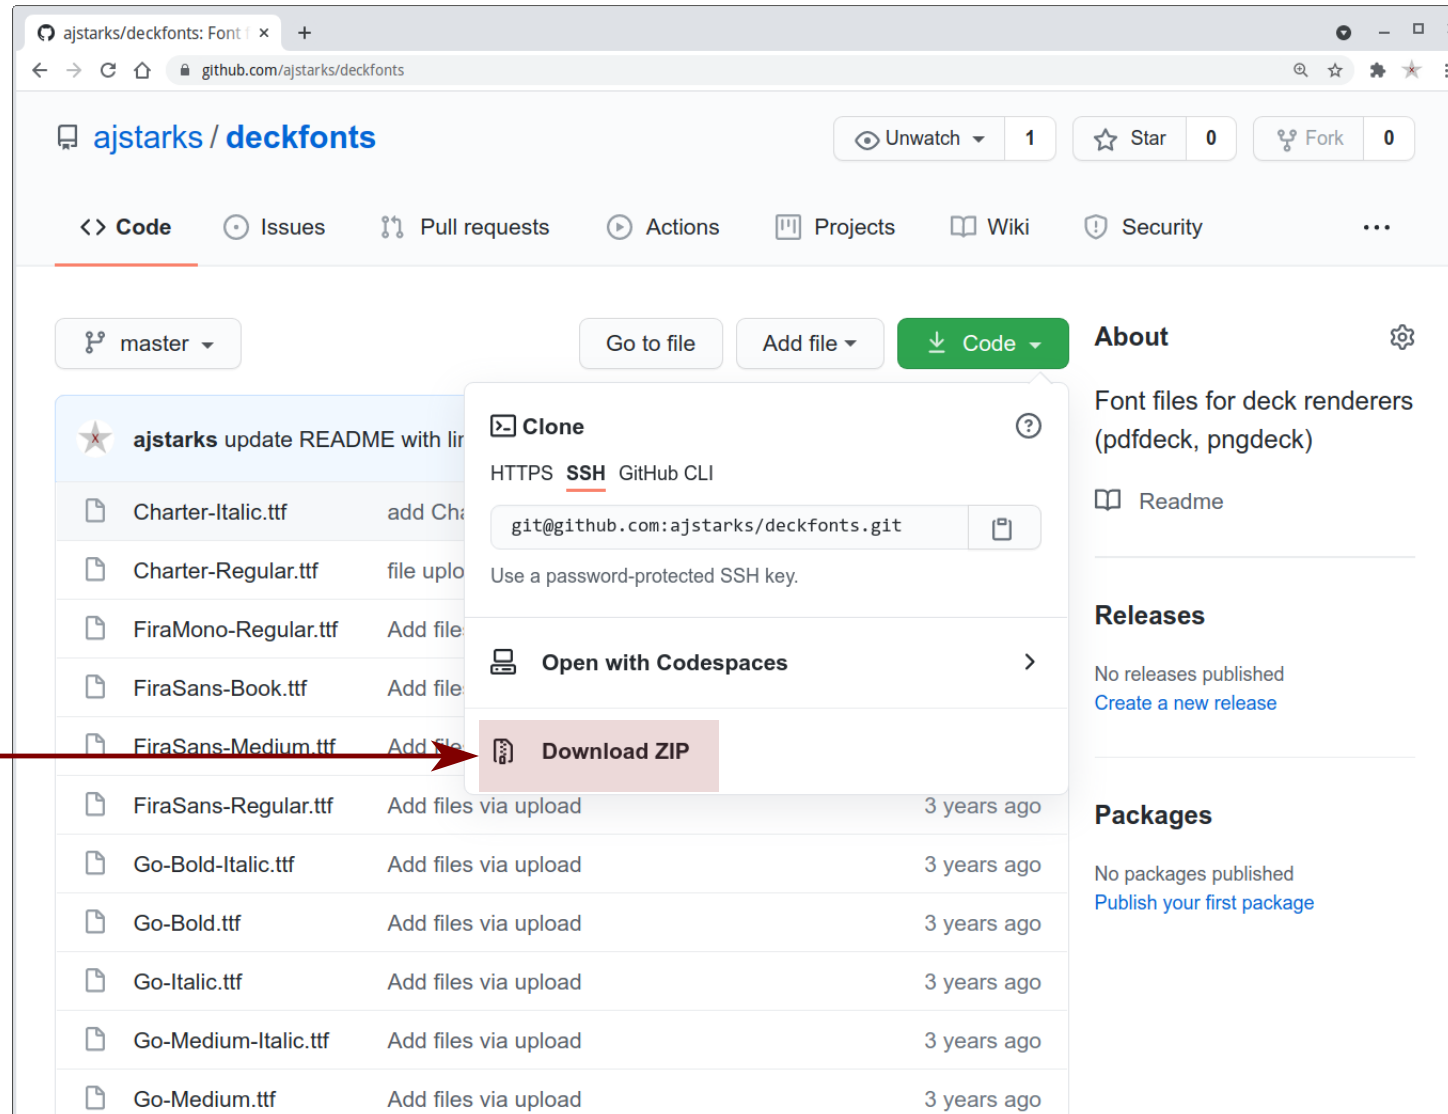 ajstarks/deckfonts: Font
github.com/ajstarks/deckfonts
ajstarks / deckfonts
Unwatch 1
Star 0
Fork 0
Code
Issues
Pull requests
Actions
Projects
Wiki
Security
master
Go to file
Add file
Code
About
Font files for deck renderers
(pdfdeck, pngdeck)
Readme
Releases
No releases published
Create a new release
Packages
No packages published
Publish your first package
Clone
HTTPS SSH GitHub CLI
git@github.com:ajstarks/deckfonts.git
Use a password-protected SSH key.
Open with Codespaces
Download ZIP
ajstarks update README with
Charter-Italic.ttf add
Charter-Regular.ttf file
FiraMono-Regular.ttf Add
FiraSans-Book.ttf Add
FiraSans-Medium.ttf Add
FiraSans-Regular.ttf Add files via upload 3 years ago
Go-Bold-Italic.ttf Add files via upload 3 years ago
Go-Bold.ttf Add files via upload 3 years ago
Go-Italic.ttf Add files via upload 3 years ago
Go-Medium-Italic.ttf Add files via upload 3 years ago
Go-Medium.ttf Add files via upload 3 years ago